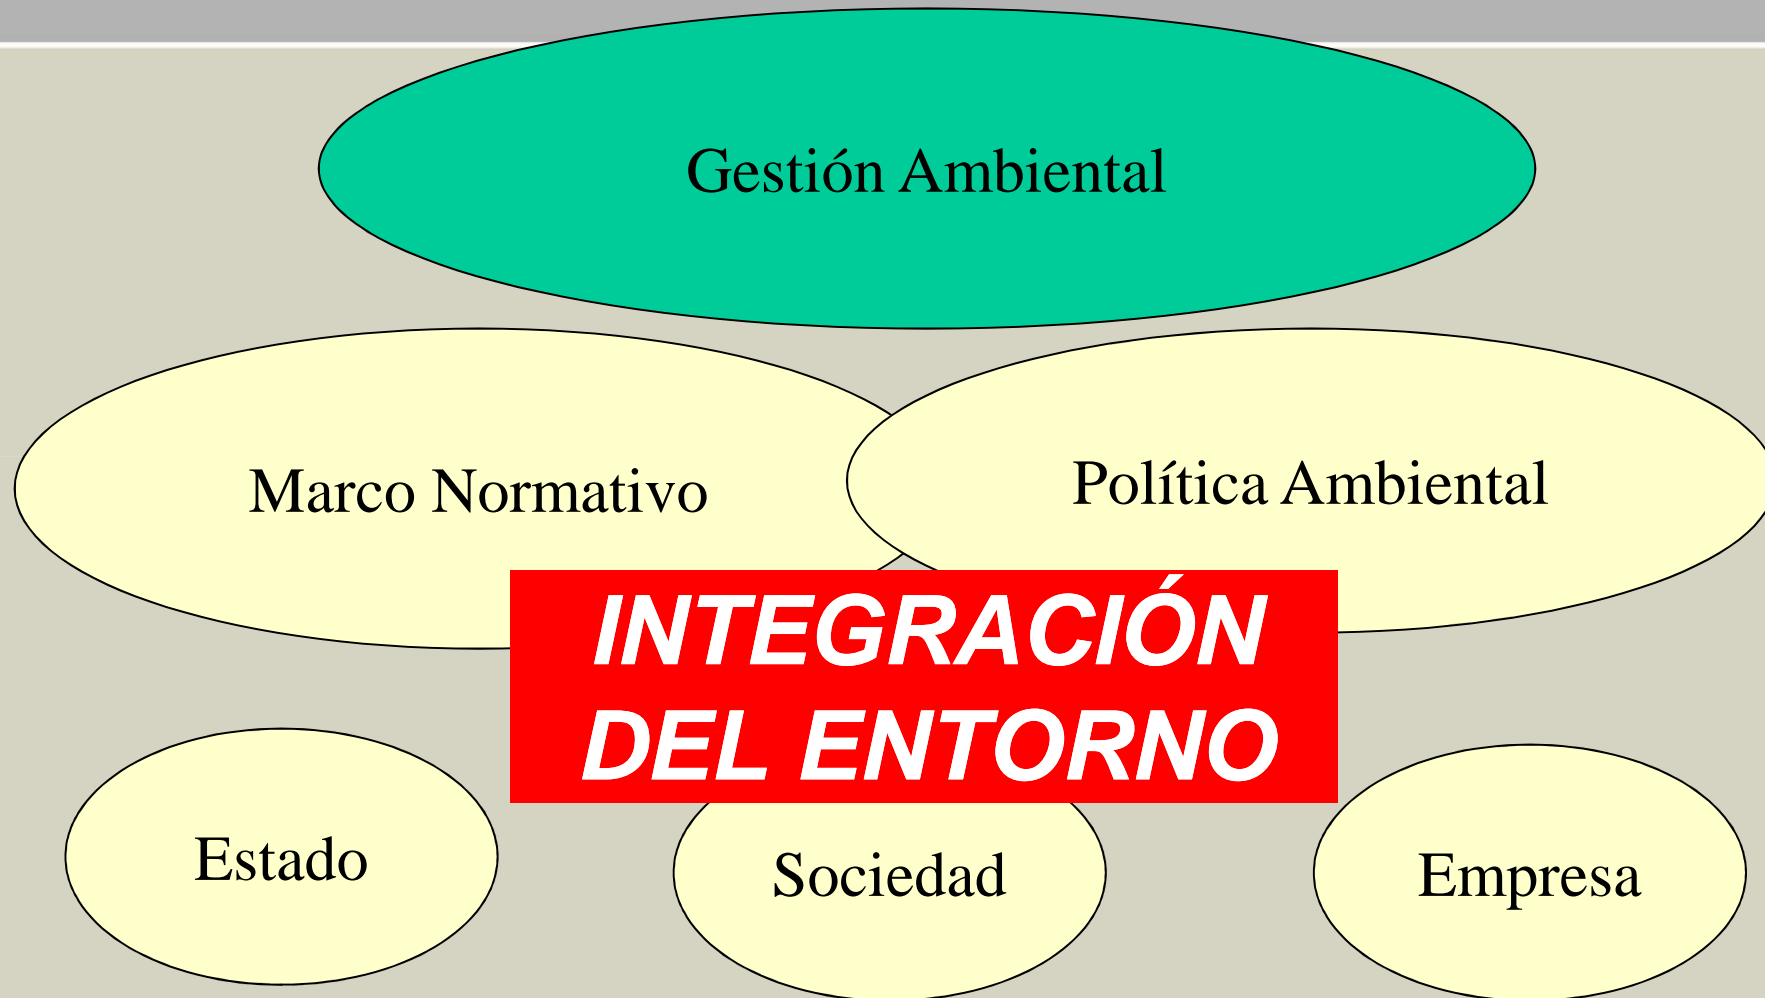 Gestión Ambiental
Marco Normativo
Política Ambiental
INTEGRACIÓN
DEL ENTORNO
Estado
Sociedad
Empresa